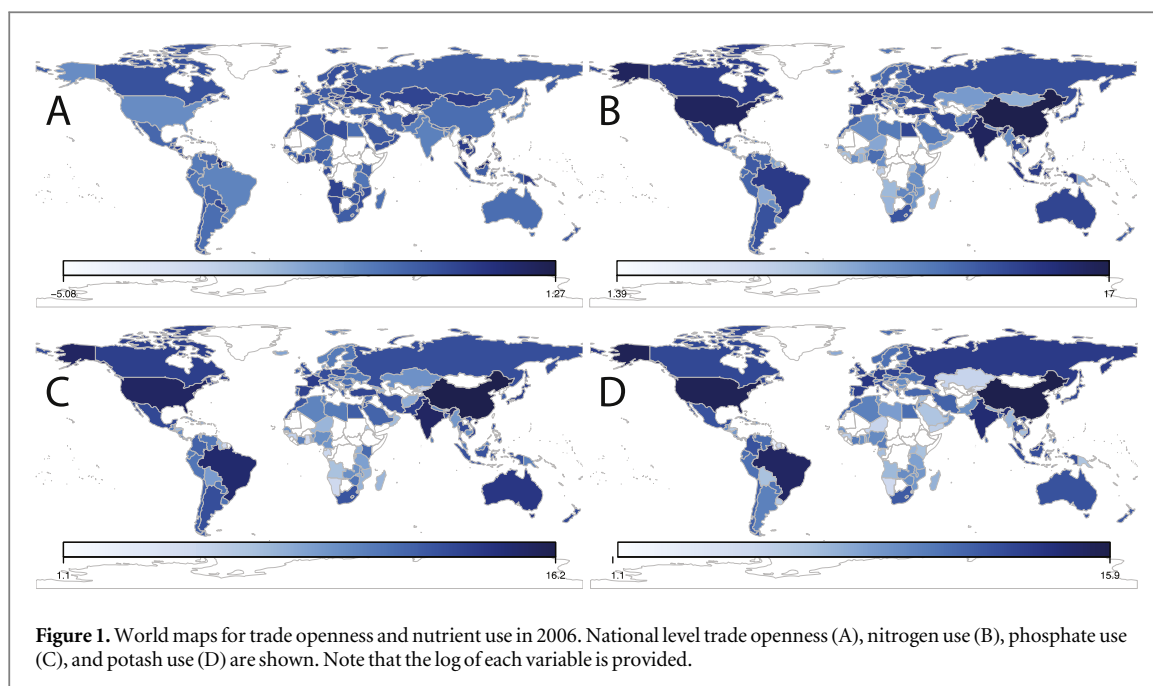 A
B
−5.08
1.27
1.39
17
C
D
1.1
16.2
1.1
15.9
Figure 1. World maps for trade openness and nutrient use in 2006. National level trade openness (A), nitrogen use (B), phosphate use
(C), and potash use (D) are shown. Note that the log of each variable is provided.